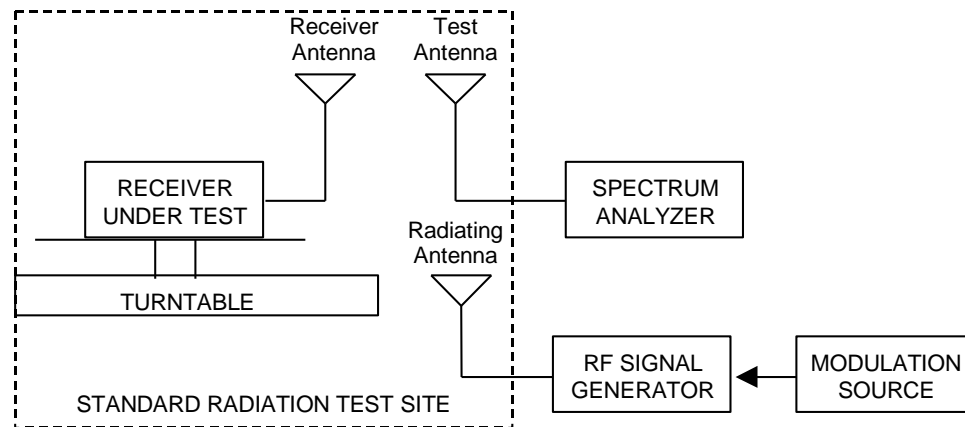 Receiver
Antenna
Test
Antenna
RECEIVER
UNDER TEST
SPECTRUM
ANALYZER
Radiating
Antenna
TURNTABLE
RF SIGNAL
GENERATOR
MODULATION
SOURCE
STANDARD RADIATION TEST SITE